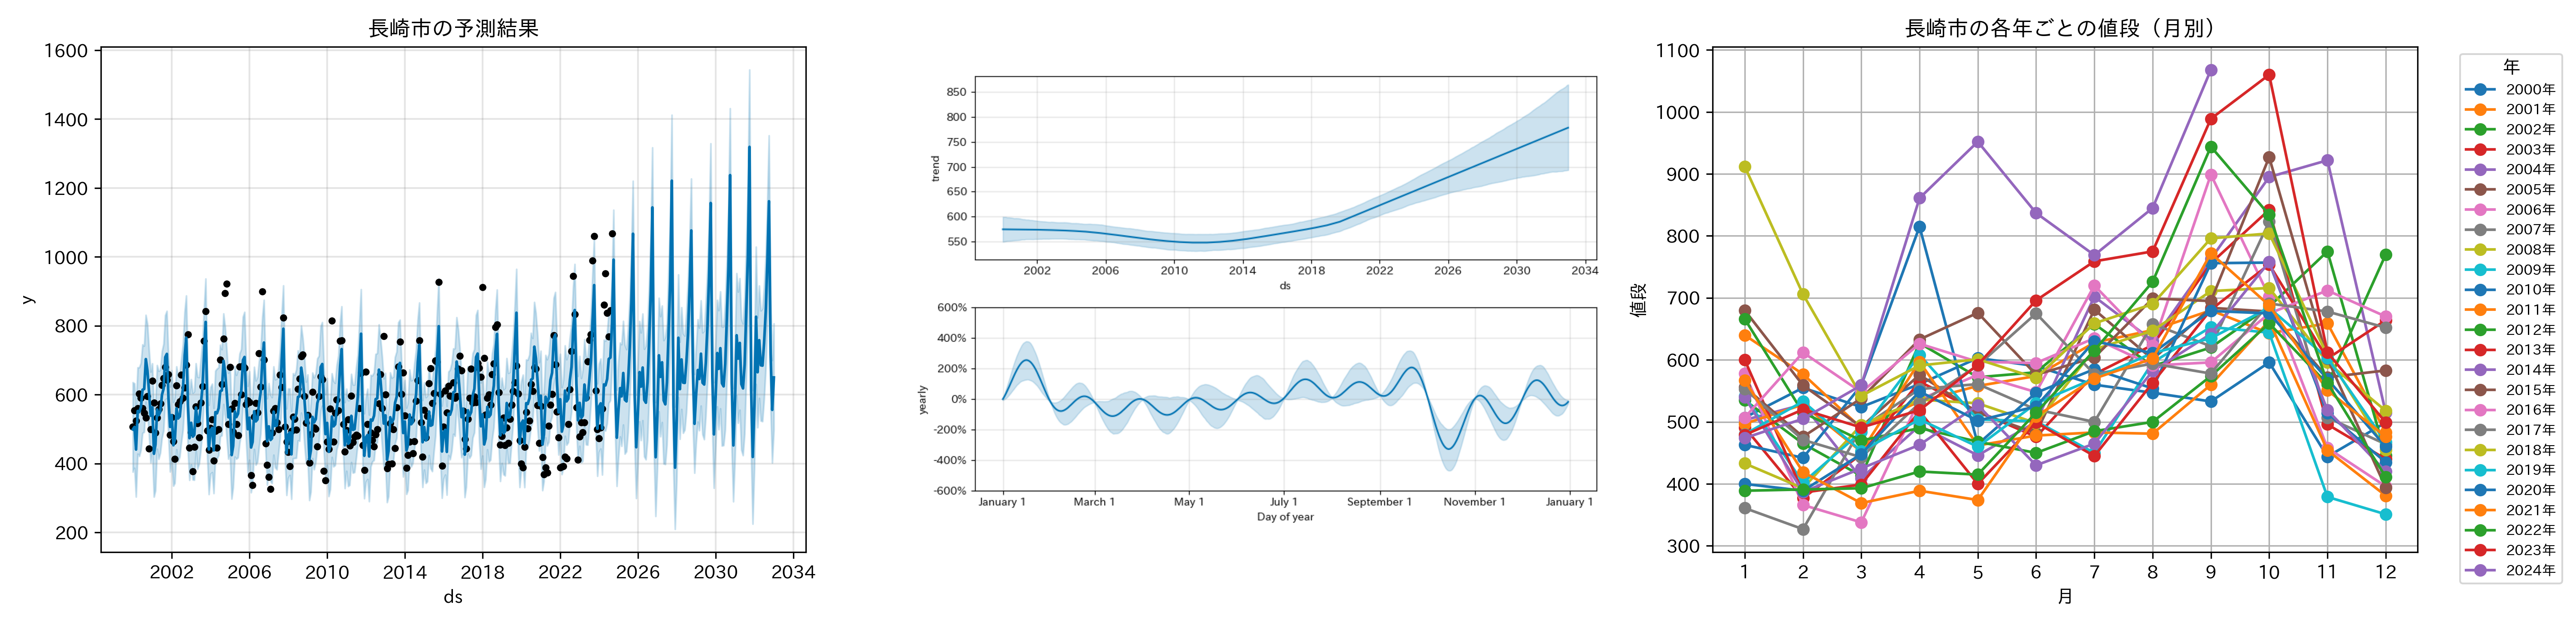 長崎市の予測結果
1600
1400
1200
1000
800
600
400
200
y
2002 2006 2010 2014 2018 2022 2026 2030 2034
ds
850
800
750
700
650
600
550
trend
2002 2006 2010 2014 2018 2022 2026 2030 2034
ds
600%
400%
200%
0%
-200%
-400%
-600%
yearly
January 1 March 1 May 1 July 1 September 1 November 1 January 1
Day of year
長崎市の各年ごとの値段（月別）
1100
1000
900
800
700
600
500
400
300
値段
1 2 3 4 5 6 7 8 9 10 11 12
月
年
2000年
2001年
2002年
2003年
2004年
2005年
2006年
2007年
2008年
2009年
2010年
2011年
2012年
2013年
2014年
2015年
2016年
2017年
2018年
2019年
2020年
2021年
2022年
2023年
2024年